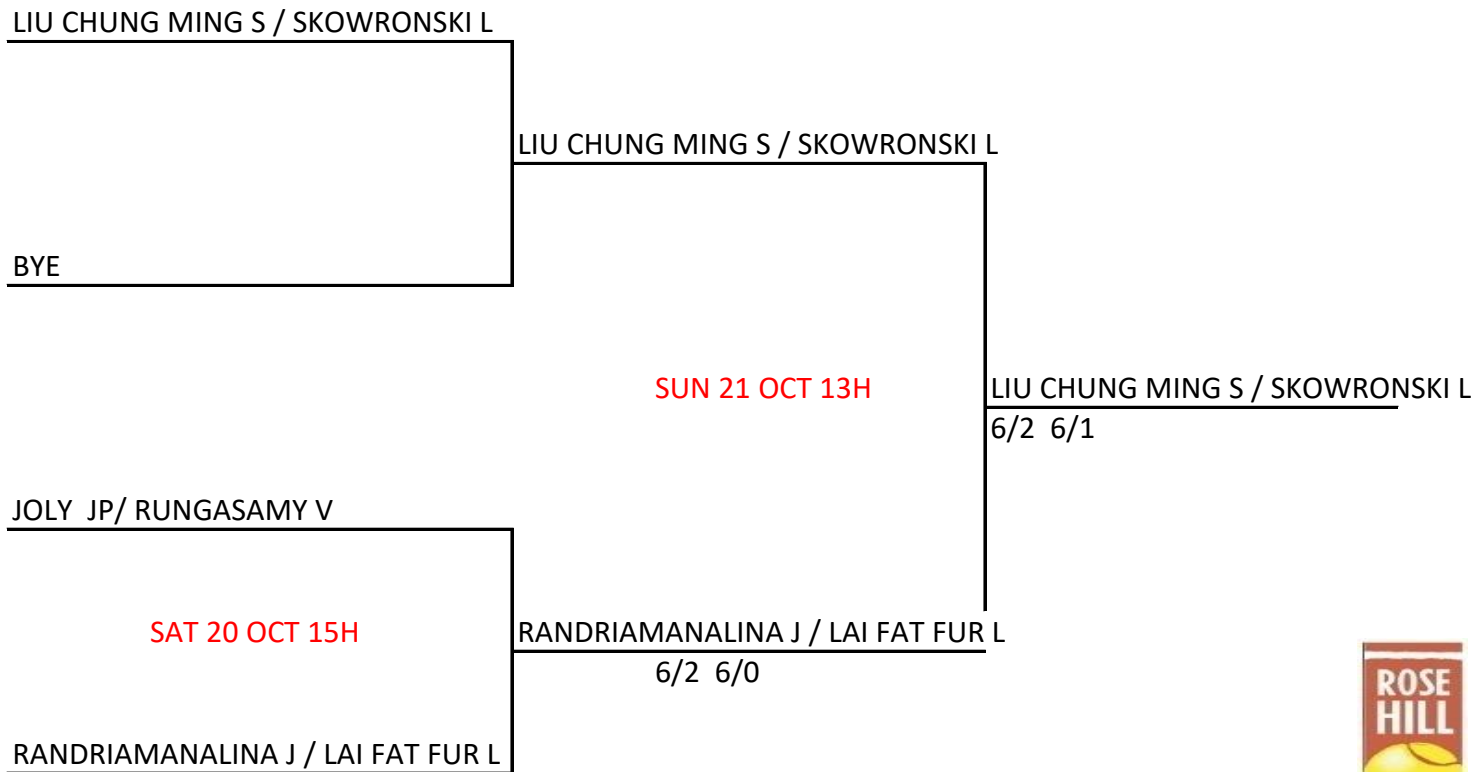 LIU CHUNG MING S / SKOWRONSKI L
LIU CHUNG MING S / SKOWRONSKI L
BYE
SUN 21 OCT 13H
LIU CHUNG MING S / SKOWRONSKI L
6/2 6/1
JOLY JP/ RUNGASAMY V
SAT 20 OCT 15H
RANDRIAMANALINA J / LAI FAT FUR L
6/2 6/0
RANDRIAMANALINA J / LAI FAT FUR L
ROSE
HILL